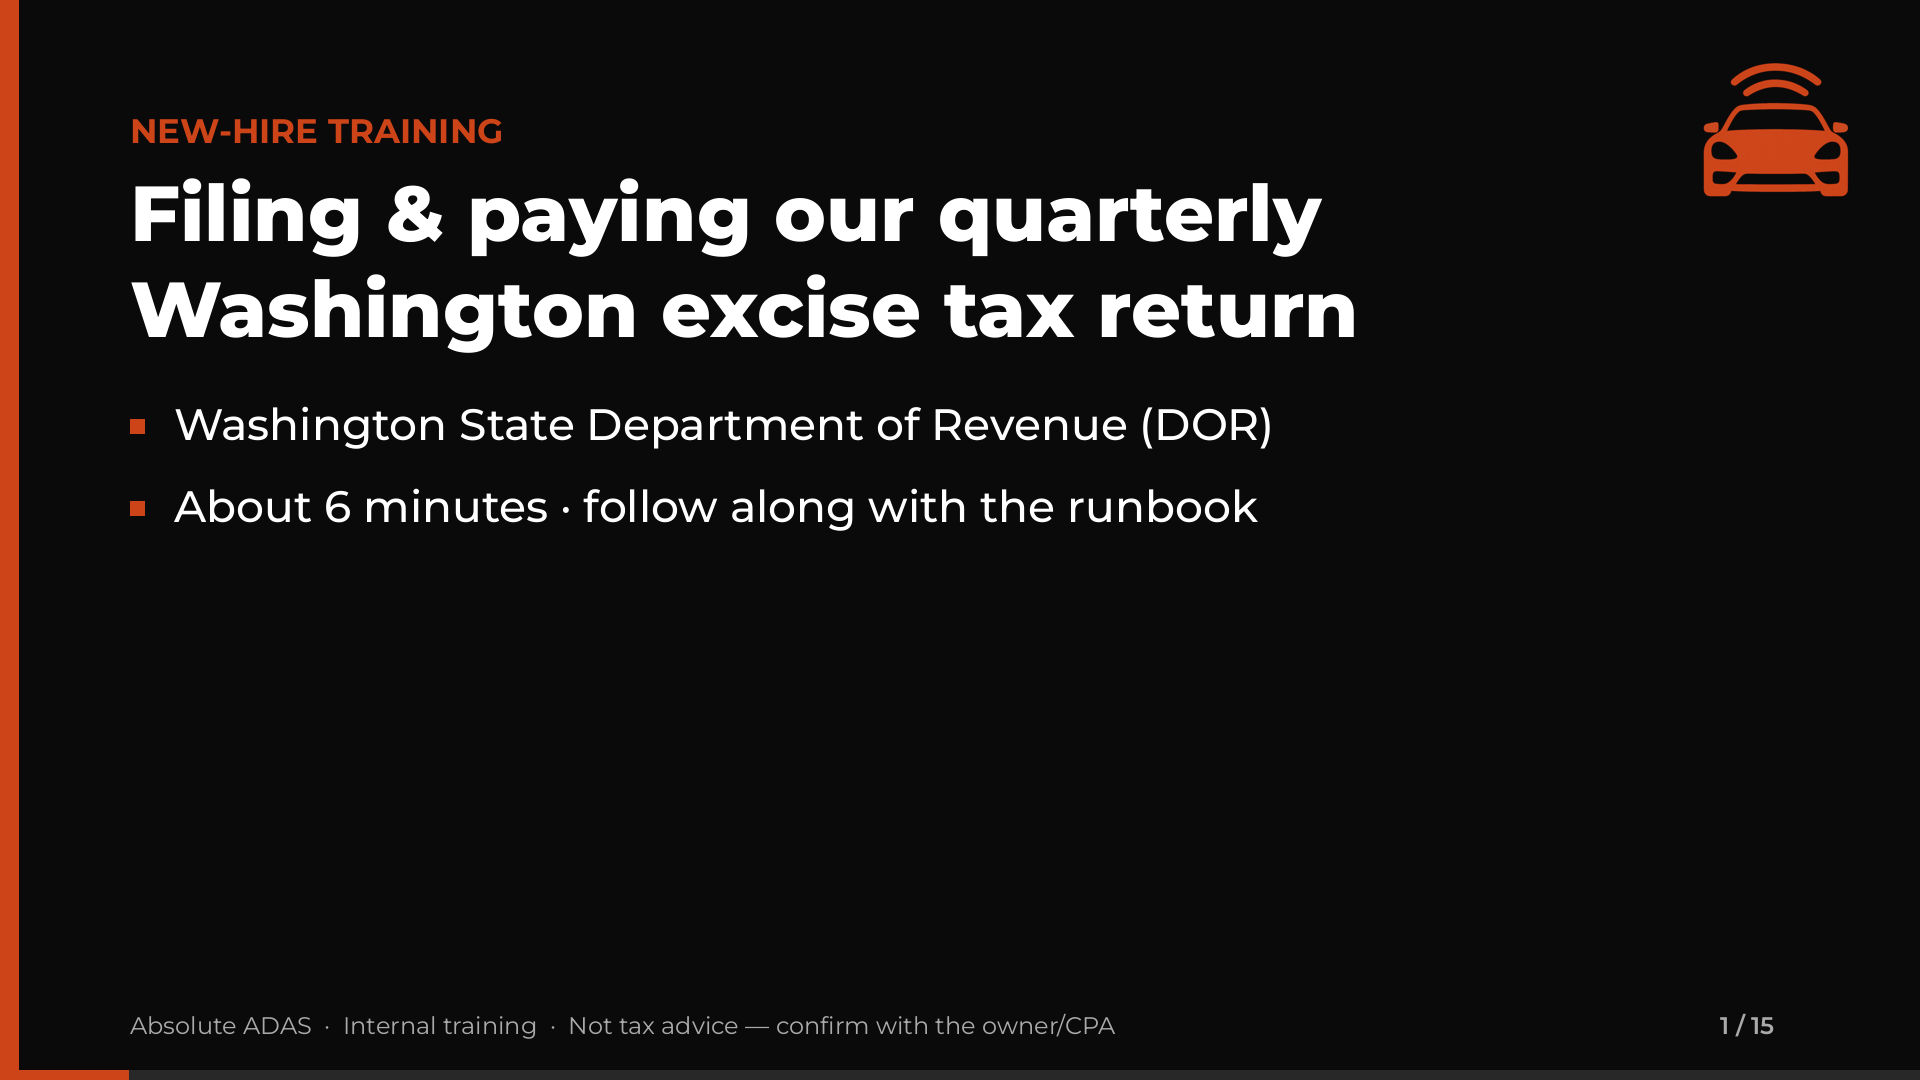 NEW-HIRE TRAINING
Filing & paying our quarterly
Washington excise tax return
Washington State Department of Revenue (DOR)
About 6 minutes · follow along with the runbook
Absolute ADAS · Internal training · Not tax advice — confirm with the owner/CPA
1 / 15